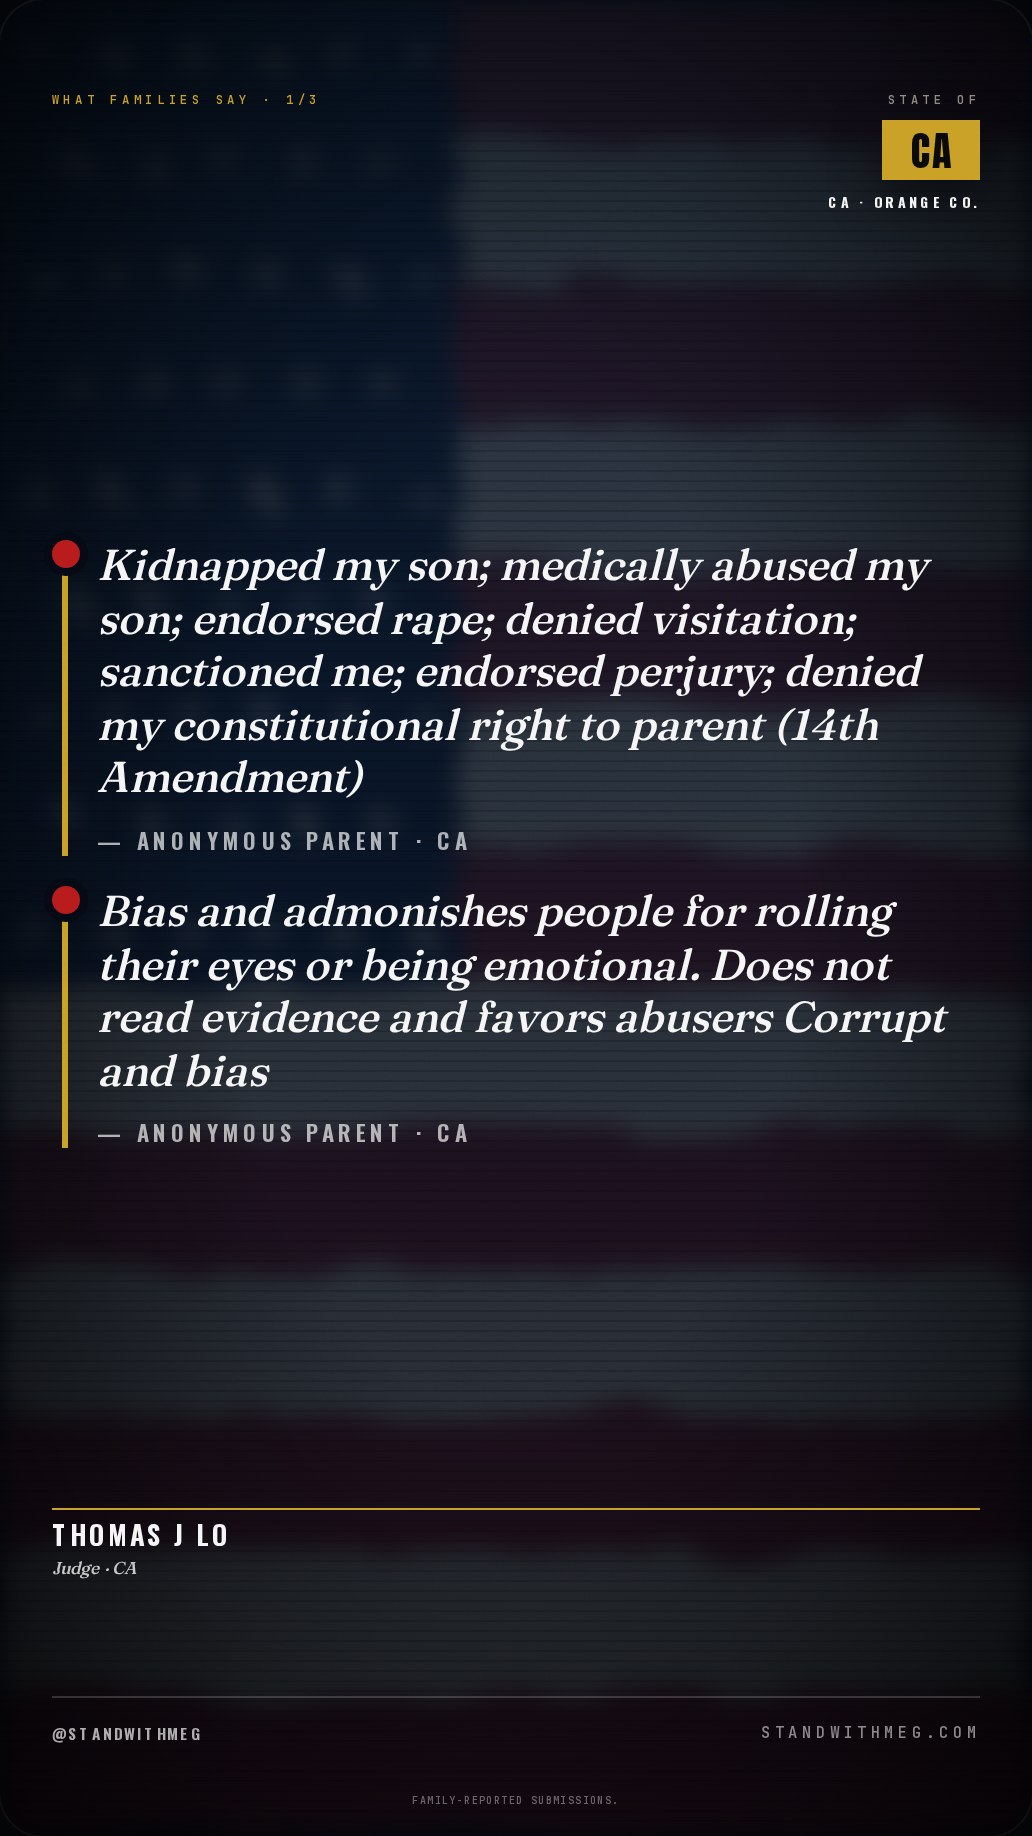 WHAT FAMILIES SAY · 1/3
STATE OF
CA
CA · ORANGE CO.
Kidnapped my son; medically abused my
son; endorsed rape; denied visitation;
sanctioned me; endorsed perjury; denied
my constitutional right to parent (14th
Amendment)
— ANONYMOUS PARENT · CA
Bias and admonishes people for rolling
their eyes or being emotional. Does not
read evidence and favors abusers Corrupt
and bias
— ANONYMOUS PARENT · CA
THOMAS J LO
Judge · CA
@STANDWITHMEG
STANDWITHMEG.COM
FAMILY-REPORTED SUBMISSIONS.